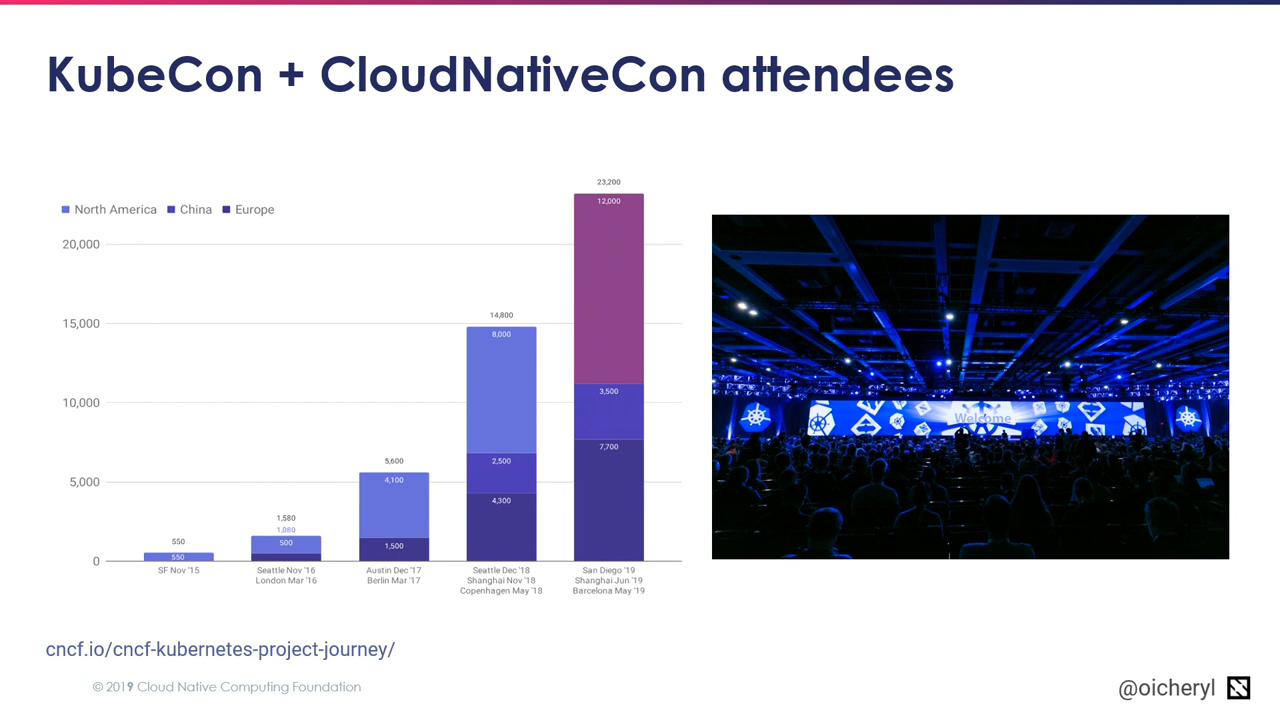 KubeCon + CloudNativeCon attendees
North America China Europe
20,000
15,000
10,000
5,000
0
550
550
1,580
1,080
500
5,600
4,100
1,500
14,800
8,000
2,500
4,300
23,200
12,000
3,500
7,700
SF Nov '15
Seattle Nov '16
London Mar '16
Austin Dec '17
Berlin Mar '17
Seattle Dec '18
Shanghai Nov '18
Copenhagen May '18
San Diego '19
Shanghai Jun '19
Barcelona May '19
Welcome
cncf.io/cncf-kubernetes-project-journey/
© 2019 Cloud Native Computing Foundation
@oicheryl